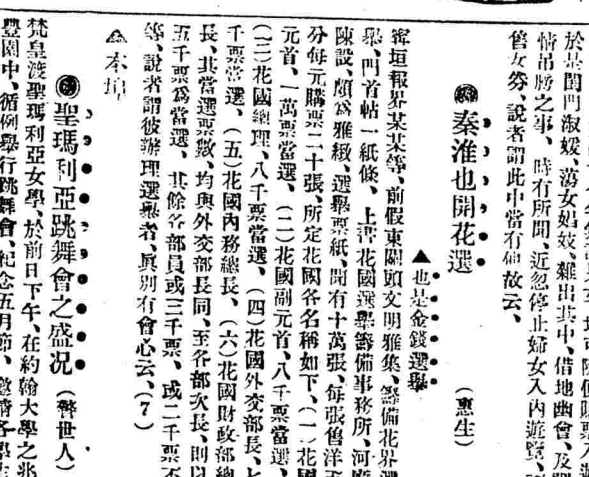 於是閨門淑媛、蕩女娼妓、雜出其中、借地幽會、及
情吊膀之事、時有所聞、近忽停止婦女入内遊覽、
售女券、說者謂此中當有他故云、
秦淮也開花選 (惠生)
▲也是金錢選舉
寗垣報界某某等、前假東關頭文明雅集、籌備花界選
舉、門首帖一紙條、上書花國選舉籌備事務所、河廳
陳設、頗爲雅緻、選舉票紙、聞有十萬張、每張售洋五
分每元購票二十張、所定花國各名稱如下、(一)花國
元首、一萬票當選、(二)花國副元首、八千票當選、
(三)花國總理、八千票當選、(四)花國外交部長、七
千票當選、(五)花國內務總長、(六)花國財政部總
長、其當選票數、均與外交部長同、至各部次長、則以
五千票爲當選、其餘各部員或三千票、或二千票不
等、說者謂彼辦理選舉者、眞別有會心云、(7)
本埠
聖瑪利亞跳舞會之盛况 (警世人)
梵皇渡聖瑪利亞女學、於前日下午、在約翰大學之兆
豐園中、循例舉行跳舞會、紀念五月節、邀請各學